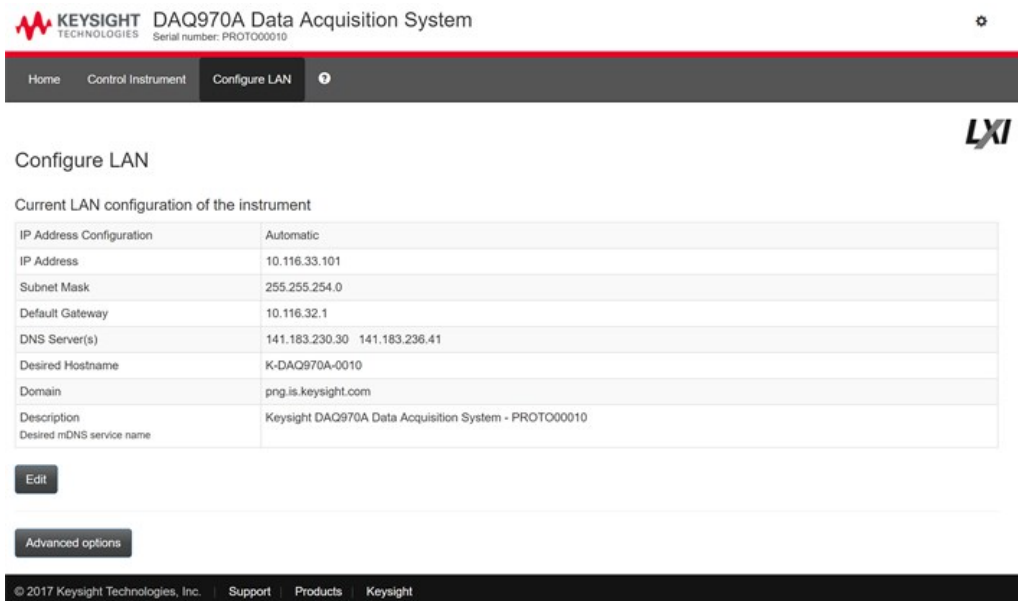 KEYSIGHT
TECHNOLOGIES
DAQ970A Data Acquisition System
Serial number: PROTO00010
Home Control Instrument Configure LAN ?
LXI
Configure LAN
Current LAN configuration of the instrument
IP Address Configuration Automatic
IP Address 10.116.33.101
Subnet Mask 255.255.254.0
Default Gateway 10.116.32.1
DNS Server(s) 141.183.230.30 141.183.236.41
Desired Hostname K-DAQ970A-0010
Domain png.is.keysight.com
Description Keysight DAQ970A Data Acquisition System - PROTO00010
Desired mDNS service name
Edit
Advanced options
© 2017 Keysight Technologies, Inc. | Support | Products | Keysight